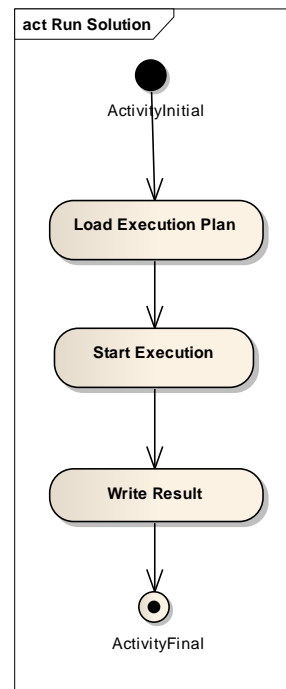 act Run Solution
ActivityInitial
Load Execution Plan
Start Execution
Write Result
ActivityFinal